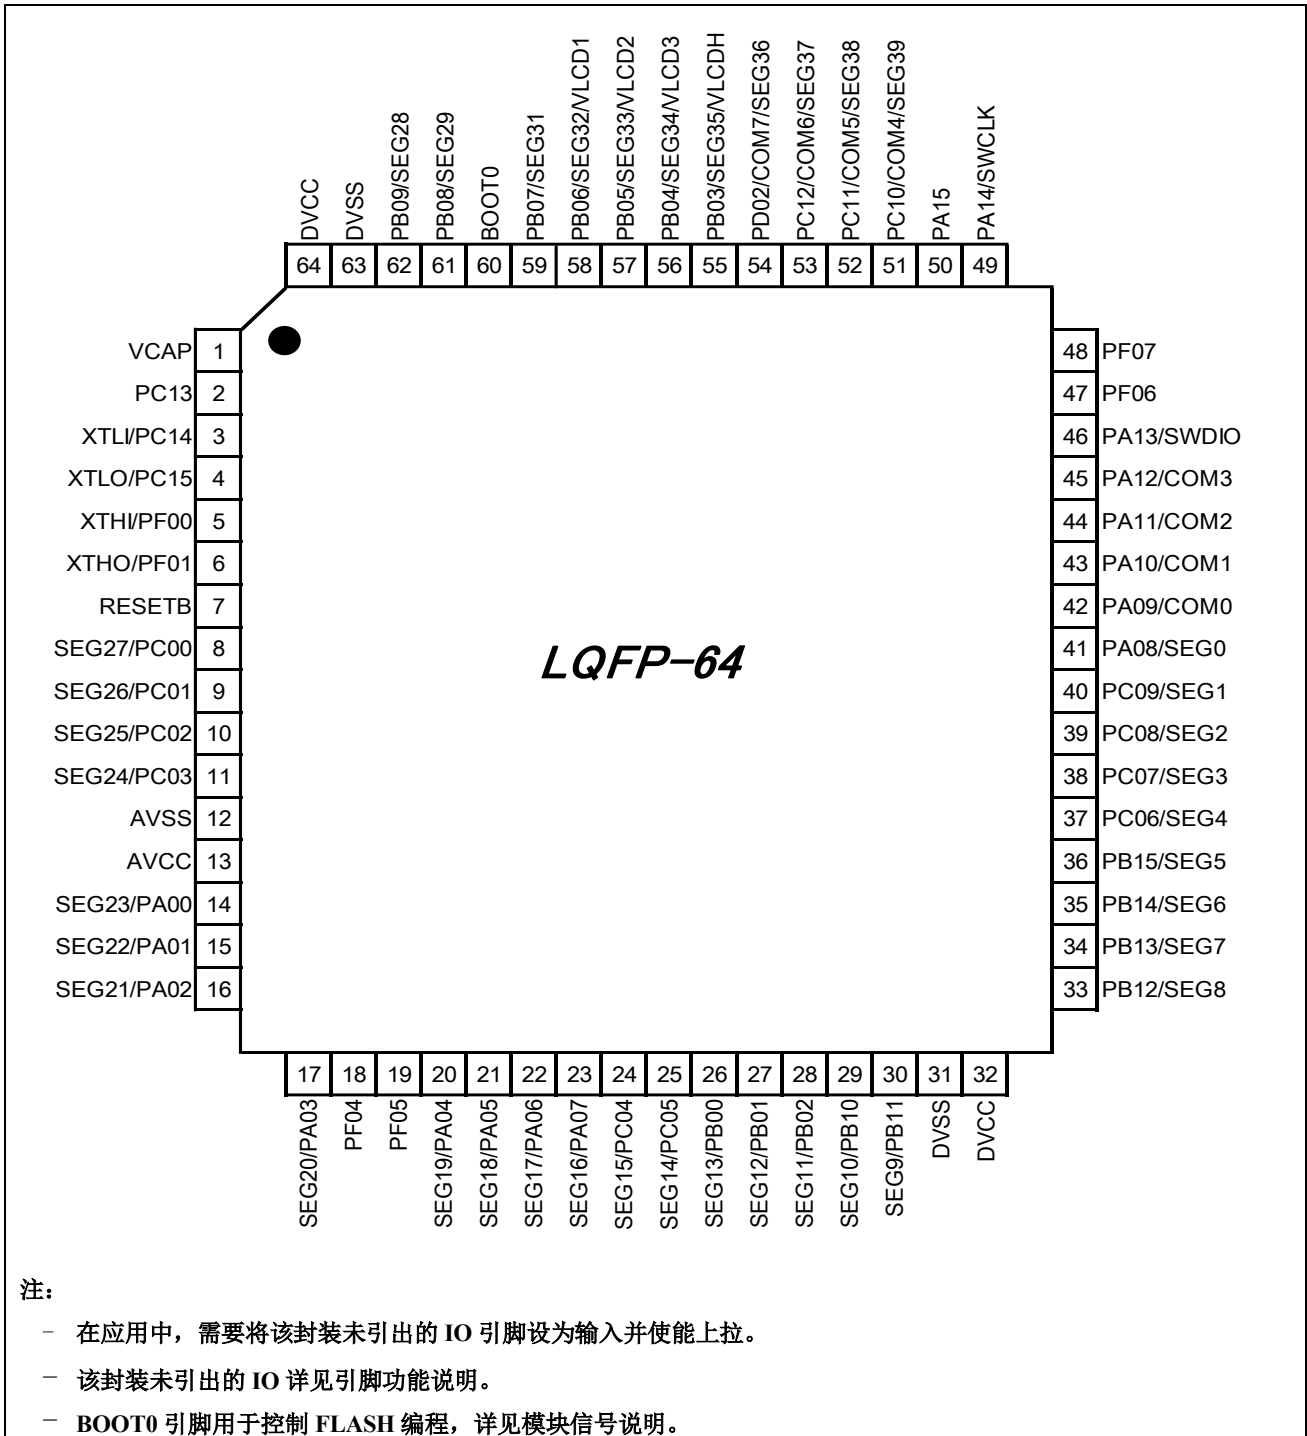 DVCC
DVSS
PB09/SEG28
PB08/SEG29
BOOT0
PB07/SEG31
PB06/SEG32/VLCD1
PB05/SEG33/VLCD2
PB04/SEG34/VLCD3
PB03/SEG35/VLCDH
PD02/COM7/SEG36
PC12/COM6/SEG37
PC11/COM5/SEG38
PC10/COM4/SEG39
PA15
PA14/SWCLK
64 63 62 61 60 59 58 57 56 55 54 53 52 51 50 49
VCAP 1
PC13 2
XTLI/PC14 3
XTLO/PC15 4
XTHI/PF00 5
XTHO/PF01 6
RESETB 7
SEG27/PC00 8
SEG26/PC01 9
SEG25/PC02 10
SEG24/PC03 11
AVSS 12
AVCC 13
SEG23/PA00 14
SEG22/PA01 15
SEG21/PA02 16
LQFP-64
48 PF07
47 PF06
46 PA13/SWDIO
45 PA12/COM3
44 PA11/COM2
43 PA10/COM1
42 PA09/COM0
41 PA08/SEG0
40 PC09/SEG1
39 PC08/SEG2
38 PC07/SEG3
37 PC06/SEG4
36 PB15/SEG5
35 PB14/SEG6
34 PB13/SEG7
33 PB12/SEG8
17 18 19 20 21 22 23 24 25 26 27 28 29 30 31 32
SEG20/PA03
PF04
PF05
SEG19/PA04
SEG18/PA05
SEG17/PA06
SEG16/PA07
SEG15/PC04
SEG14/PC05
SEG13/PB00
SEG12/PB01
SEG11/PB02
SEG10/PB10
SEG9/PB11
DVSS
DVCC
注：
– 在应用中，需要将该封装未引出的 IO 引脚设为输入并使能上拉。
– 该封装未引出的 IO 详见引脚功能说明。
– BOOT0 引脚用于控制 FLASH 编程，详见模块信号说明。